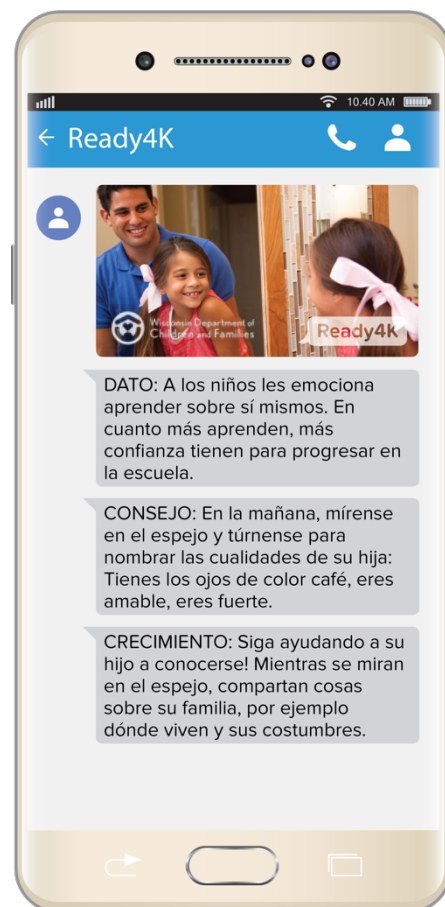 10.40 AM
Ready4K
Wisconsin Department of
Children and Families
Ready4K
DATO: A los niños les emociona
aprender sobre sí mismos. En
cuanto más aprenden, más
confianza tienen para progresar en
la escuela.
CONSEJO: En la mañana, mírense
en el espejo y túrnense para
nombrar las cualidades de su hija:
Tienes los ojos de color café, eres
amable, eres fuerte.
CRECIMIENTO: Siga ayudando a su
hijo a conocerse! Mientras se miran
en el espejo, compartan cosas
sobre su familia, por ejemplo
dónde viven y sus costumbres.